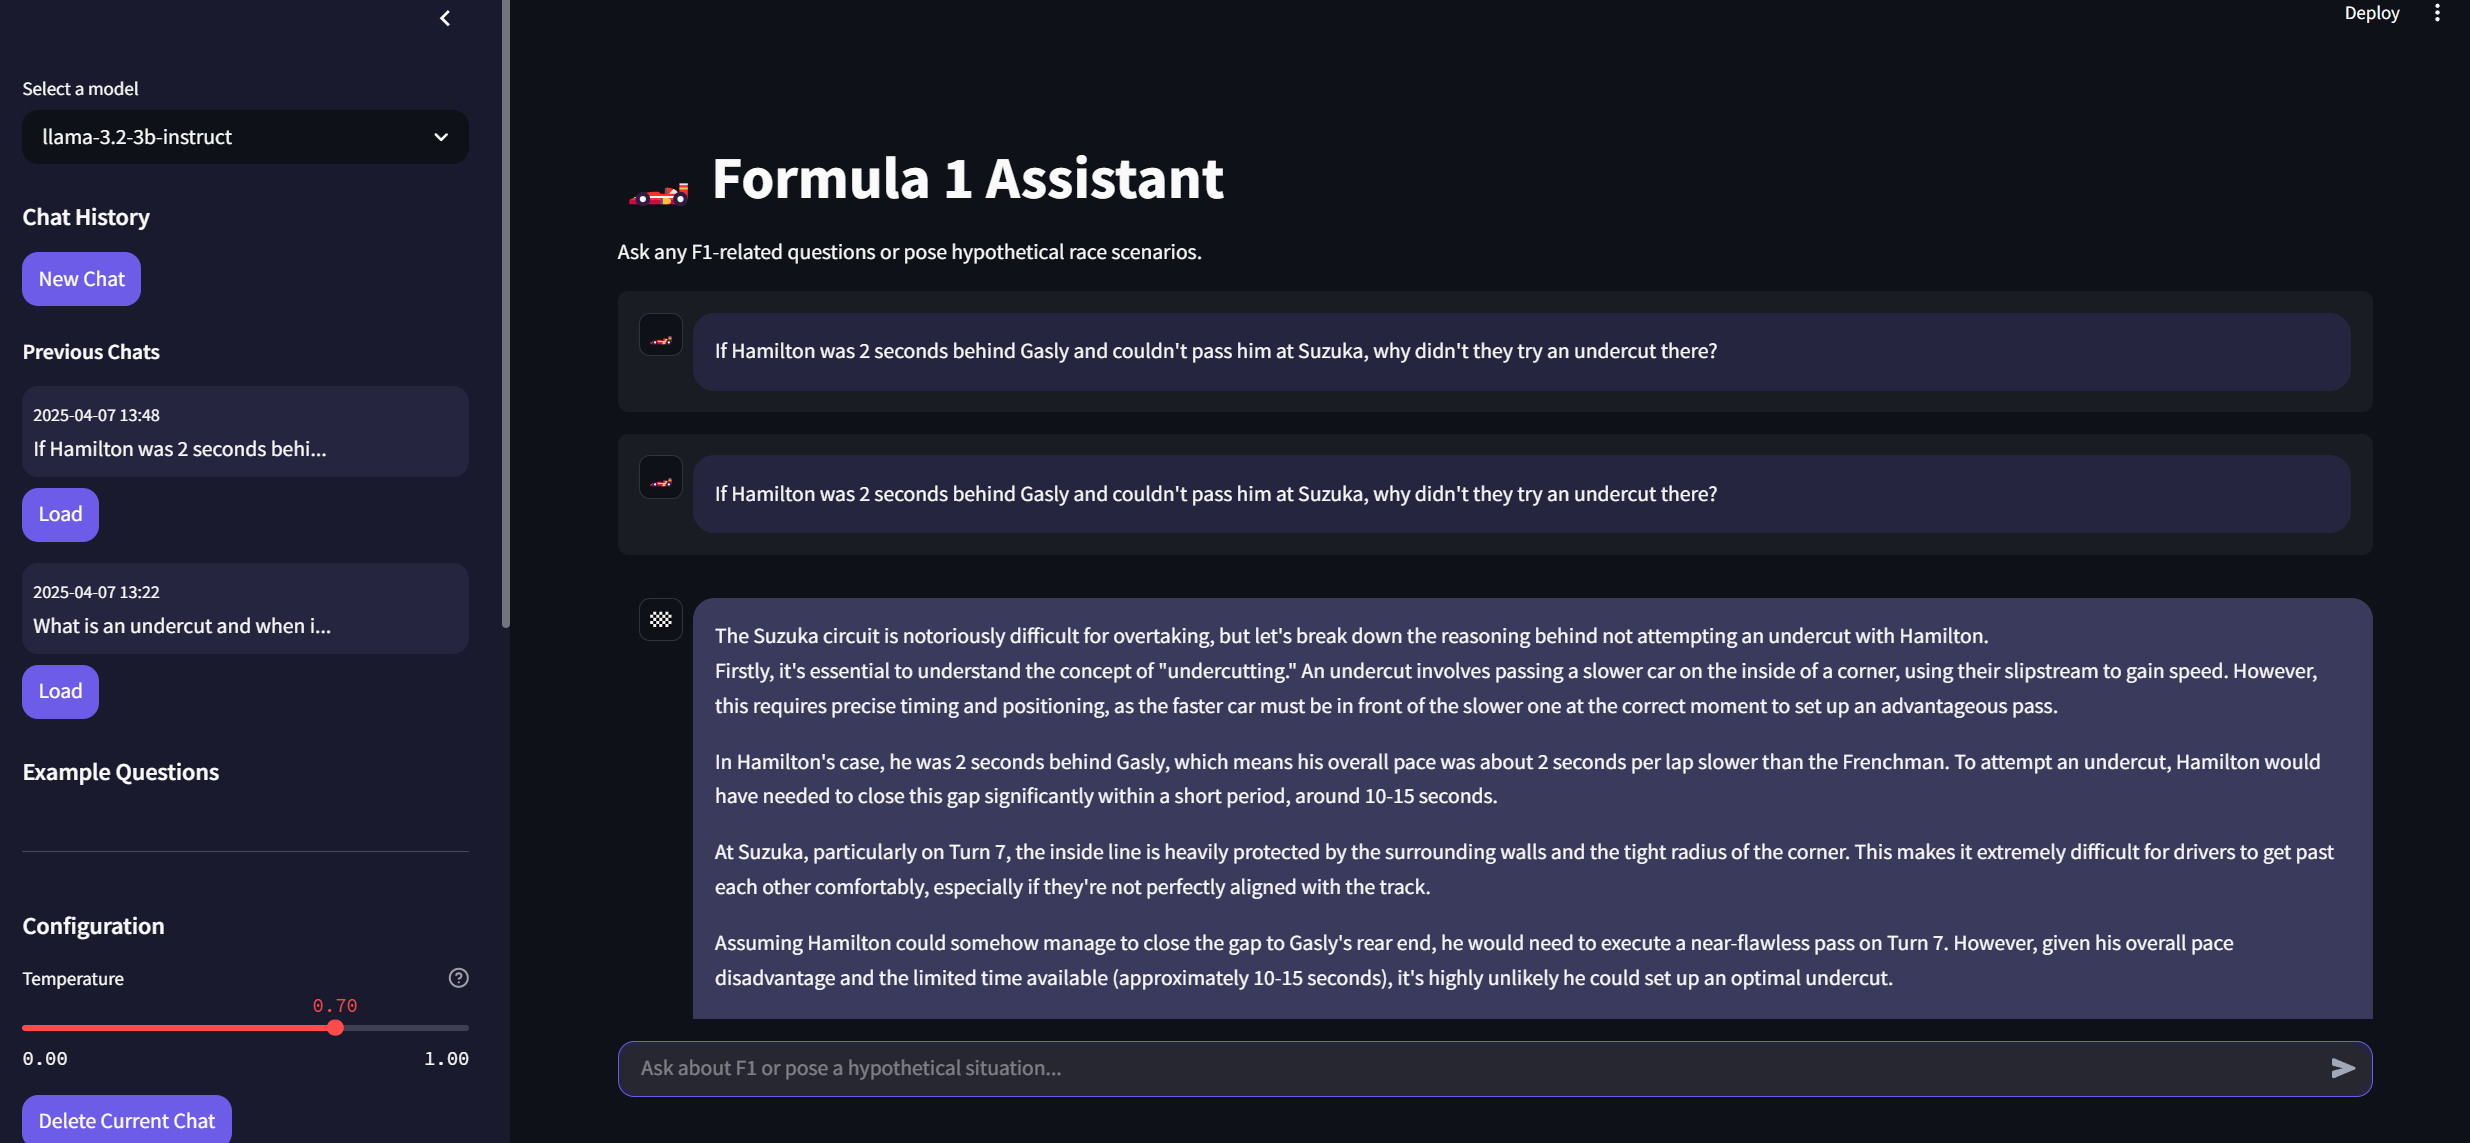 Deploy
Select a model
llama-3.2-3b-instruct
Chat History
New Chat
Previous Chats
2025-04-07 13:48
If Hamilton was 2 seconds behi...
Load
2025-04-07 13:22
What is an undercut and when i...
Load
Example Questions
Configuration
Temperature
0.70
0.00 1.00
Delete Current Chat
Formula 1 Assistant
Ask any F1-related questions or pose hypothetical race scenarios.
If Hamilton was 2 seconds behind Gasly and couldn't pass him at Suzuka, why didn't they try an undercut there?
If Hamilton was 2 seconds behind Gasly and couldn't pass him at Suzuka, why didn't they try an undercut there?
The Suzuka circuit is notoriously difficult for overtaking, but let's break down the reasoning behind not attempting an undercut with Hamilton.
Firstly, it's essential to understand the concept of "undercutting." An undercut involves passing a slower car on the inside of a corner, using their slipstream to gain speed. However,
this requires precise timing and positioning, as the faster car must be in front of the slower one at the correct moment to set up an advantageous pass.
In Hamilton's case, he was 2 seconds behind Gasly, which means his overall pace was about 2 seconds per lap slower than the Frenchman. To attempt an undercut, Hamilton would
have needed to close this gap significantly within a short period, around 10-15 seconds.
At Suzuka, particularly on Turn 7, the inside line is heavily protected by the surrounding walls and the tight radius of the corner. This makes it extremely difficult for drivers to get past
each other comfortably, especially if they're not perfectly aligned with the track.
Assuming Hamilton could somehow manage to close the gap to Gasly's rear end, he would need to execute a near-flawless pass on Turn 7. However, given his overall pace
disadvantage and the limited time available (approximately 10-15 seconds), it's highly unlikely he could set up an optimal undercut.
Ask about F1 or pose a hypothetical situation...